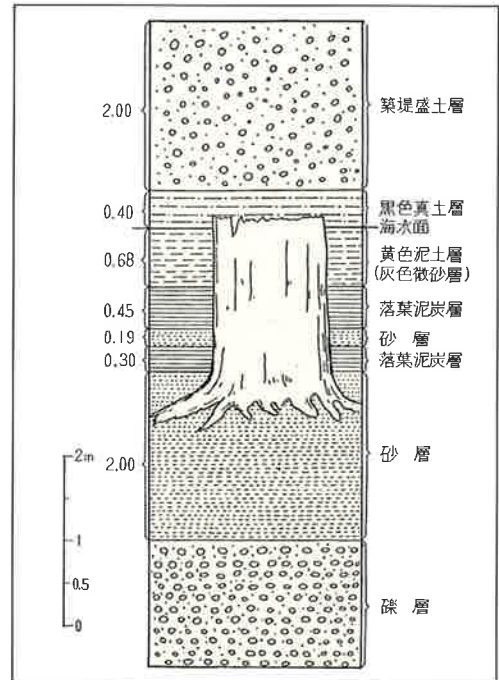 2.00
築堤盛土層
0.40
黒色真土層
海水面
0.68
黄色泥土層
(灰色微砂層)
0.45
落葉泥炭層
0.19
砂 層
0.30
落葉泥炭層
2.00
砂 層
2m
1
0.5
0
礫 層